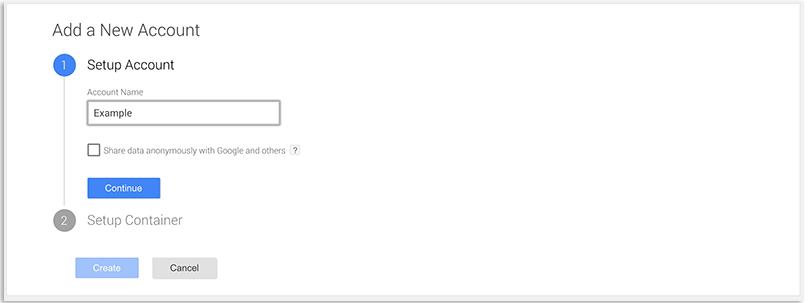 Add a New Account
1 Setup Account
Account Name
Example
Share data anonymously with Google and others ?
Continue
2 Setup Container
Create Cancel